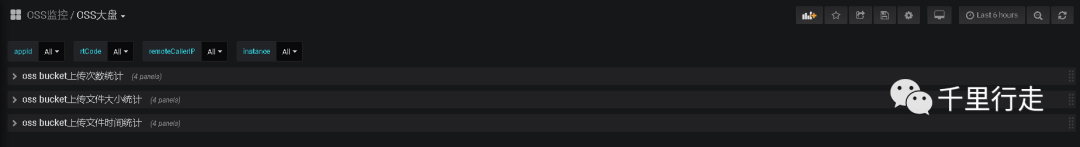 OSS监控 / OSS大盘
Last 6 hours
appId All rtCode All remoteCallerIP All instance All
oss bucket上传次数统计 (4 panels)
oss bucket上传文件大小统计 (4 panels)
oss bucket上传文件时间统计 (4 panels)
千里行走